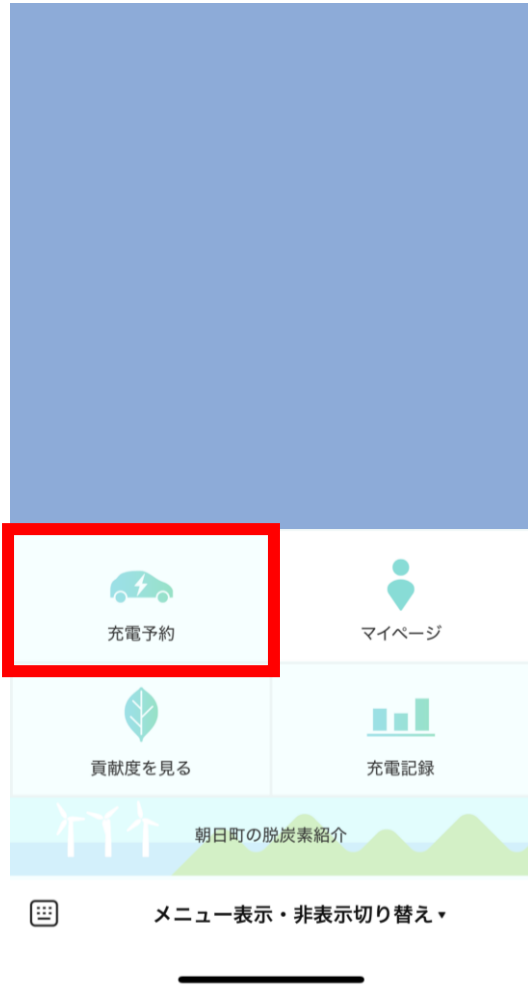 充電予約
マイページ
貢献度を見る
充電記録
朝日町の脱炭素紹介
メニュー表示・非表示切り替え▼